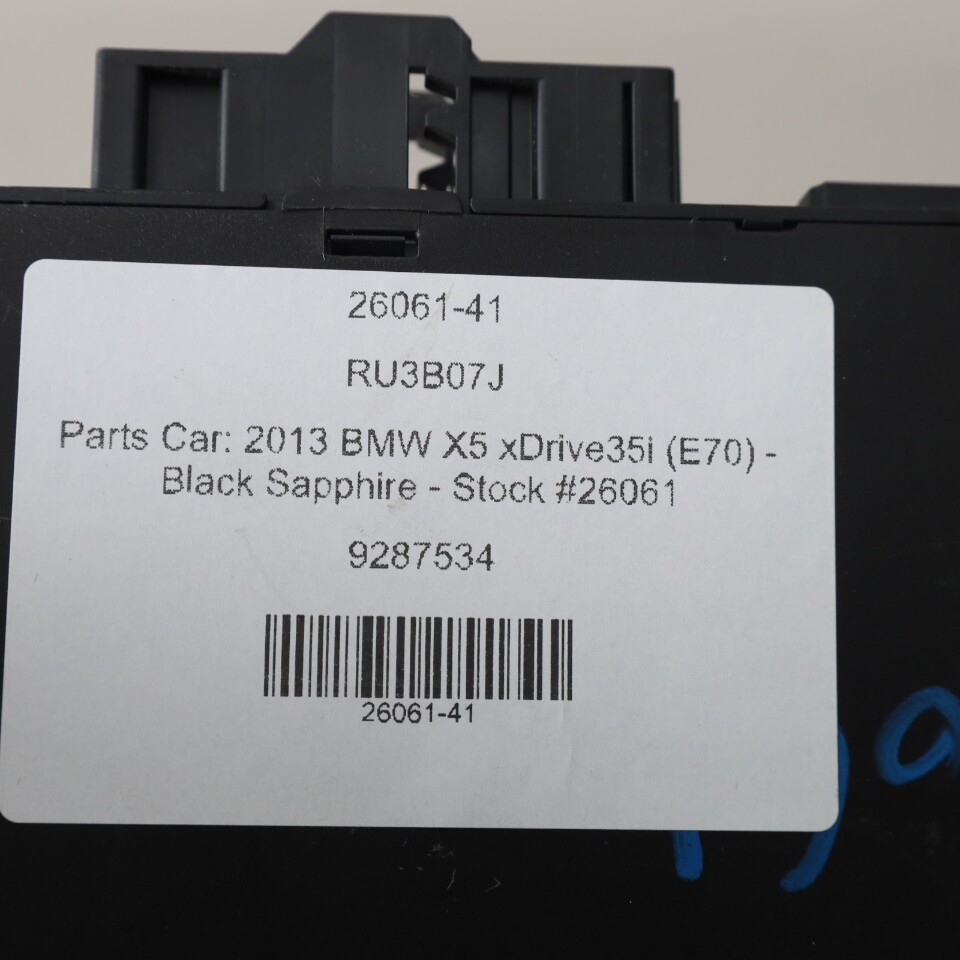 26061-41
RU3B07J
Parts Car: 2013 BMW X5 xDrive35i (E70) -
Black Sapphire - Stock #26061
9287534
26061-41